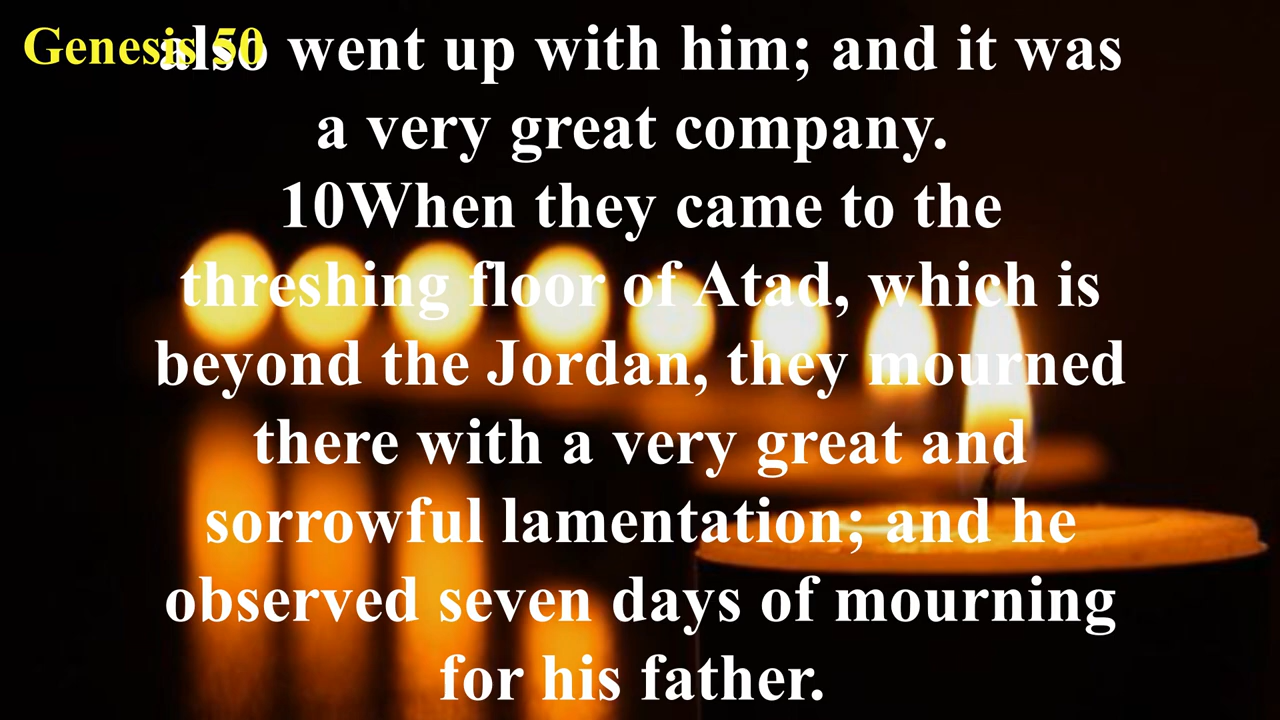 Genesis 50
also went up with him; and it was
a very great company.
10When they came to the
threshing floor of Atad, which is
beyond the Jordan, they mourned
there with a very great and
sorrowful lamentation; and he
observed seven days of mourning
for his father.